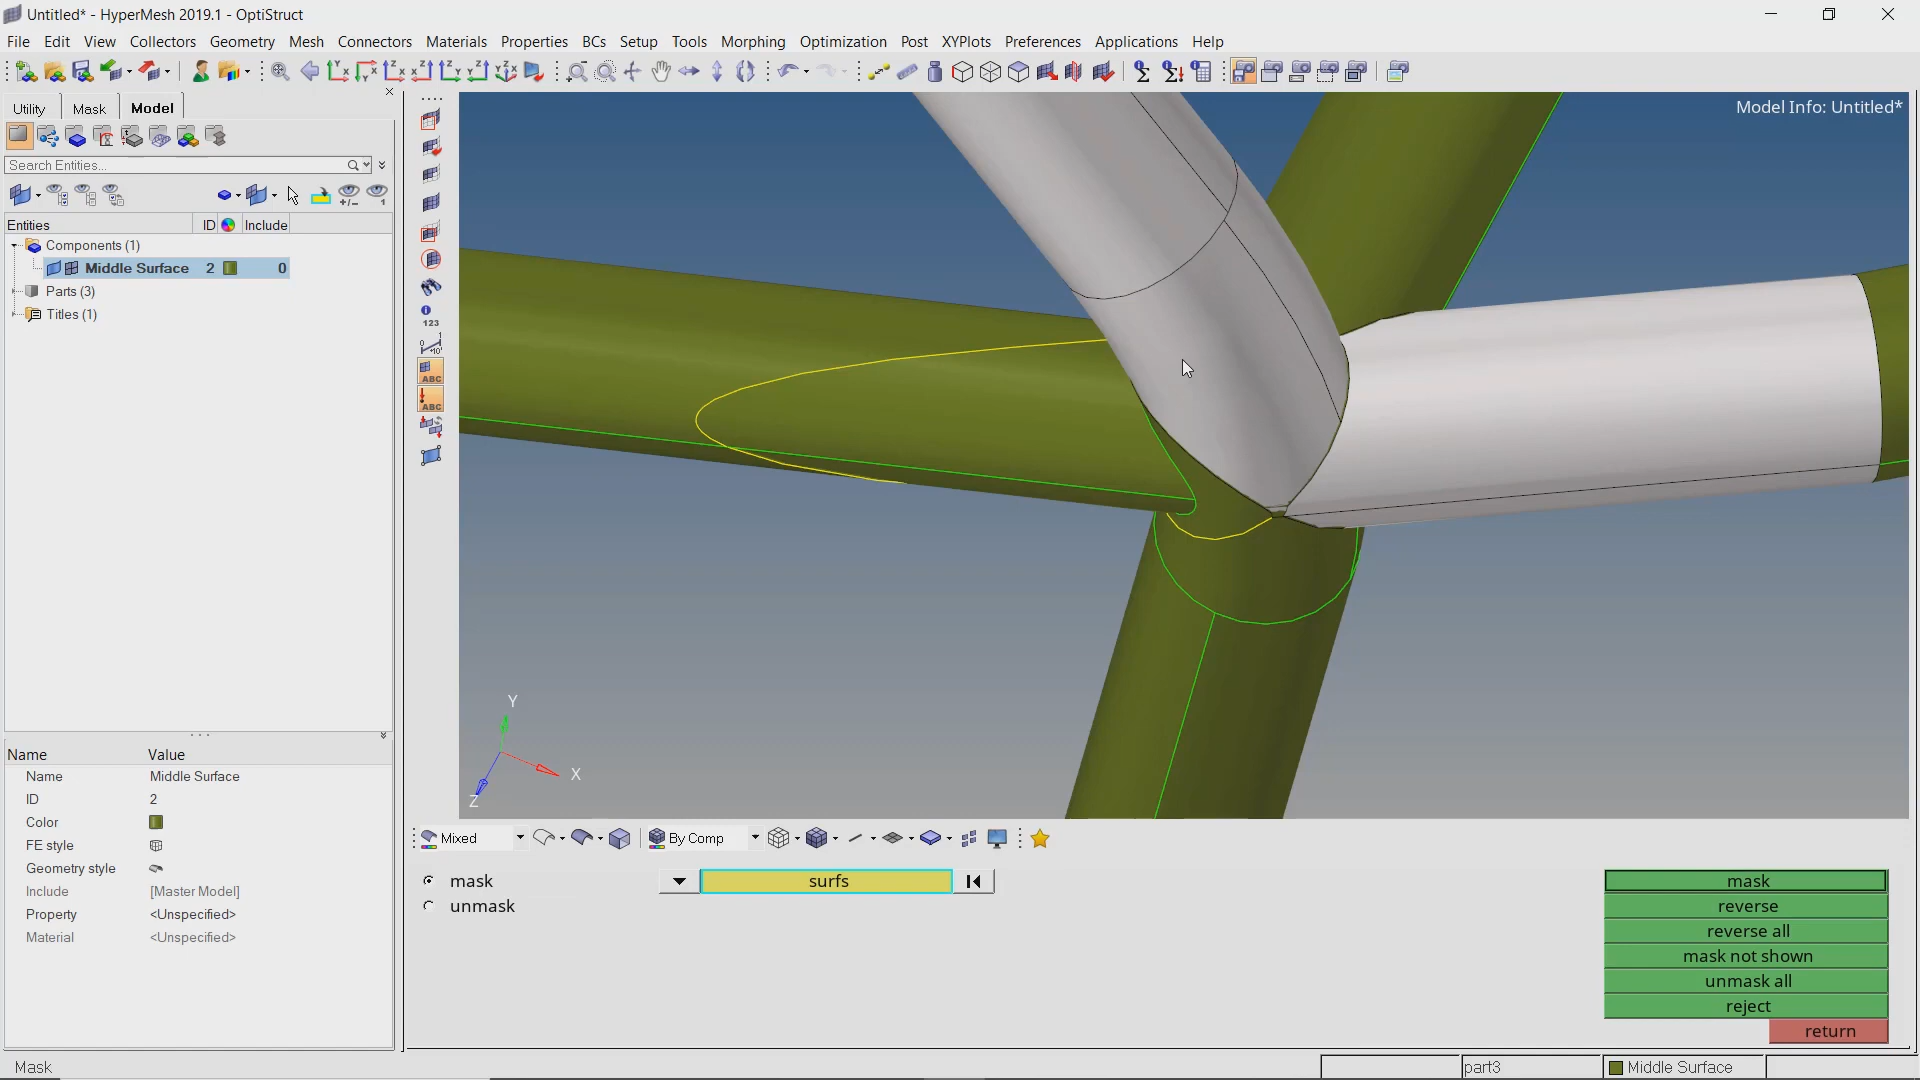 Untitled* - HyperMesh 2019.1 - OptiStruct
File Edit View Collectors Geometry Mesh Connectors Materials Properties BCs Setup Tools Morphing Optimization Post XYPlots Preferences Applications Help
Utility Mask Model
Model Info: Untitled*
Search Entities...
Entities ID Include
Components (1)
Middle Surface 2 0
Parts (3)
Titles (1)
123
ABC
ABC
Y
X
Z
Name Value
Name Middle Surface
ID 2
Color
FE style
Geometry style
Include [Master Model]
Property <Unspecified>
Material <Unspecified>
Mixed By Comp
mask surfs
unmask
mask
reverse
reverse all
mask not shown
unmask all
reject
return
Mask part3 Middle Surface